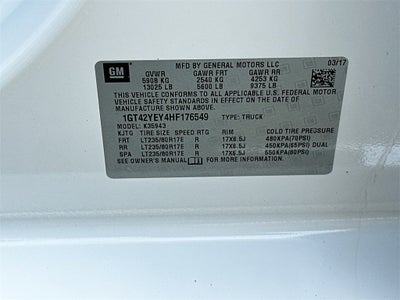 MFD BY GENERAL MOTORS LLC 03/17
GM GVWR GAWR FRT GAWR RR
5908 KG 2540 KG 4253 KG
13025 LB 5600 LB 9375 LB
THIS VEHICLE CONFORMS TO ALL APPLICABLE U.S. FEDERAL MOTOR
VEHICLE SAFETY STANDARDS IN EFFECT ON THE DATE OF
MANUFACTURE SHOWN ABOVE.
1GT42YEY4HF176549 TYPE: TRUCK
MODEL: K35943
KJTG TIRE SIZE SPEED RTG RIM COLD TIRE PRESSURE
FRT LT235/80R17E R 17X6.5J 480KPA(70PSI)
RR LT235/80R17E R 17X6.5J 450KPA(65PSI) DUAL
SPA LT235/80R17E R 17X6.5J 550KPA(80PSI)
SEE OWNER'S MANUAL